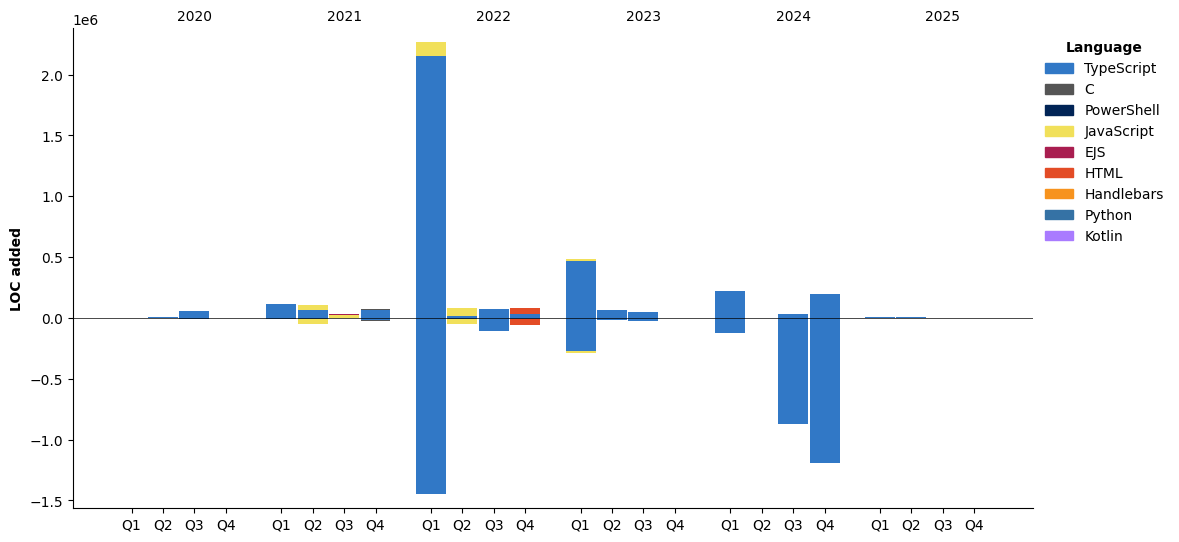 1e6
2020 2021 2022 2023 2024 2025
Language
TypeScript
C
PowerShell
JavaScript
EJS
HTML
Handlebars
Python
Kotlin
LOC added
2.0
1.5
1.0
0.5
0.0
−0.5
−1.0
−1.5
Q1 Q2 Q3 Q4 Q1 Q2 Q3 Q4 Q1 Q2 Q3 Q4 Q1 Q2 Q3 Q4 Q1 Q2 Q3 Q4 Q1 Q2 Q3 Q4